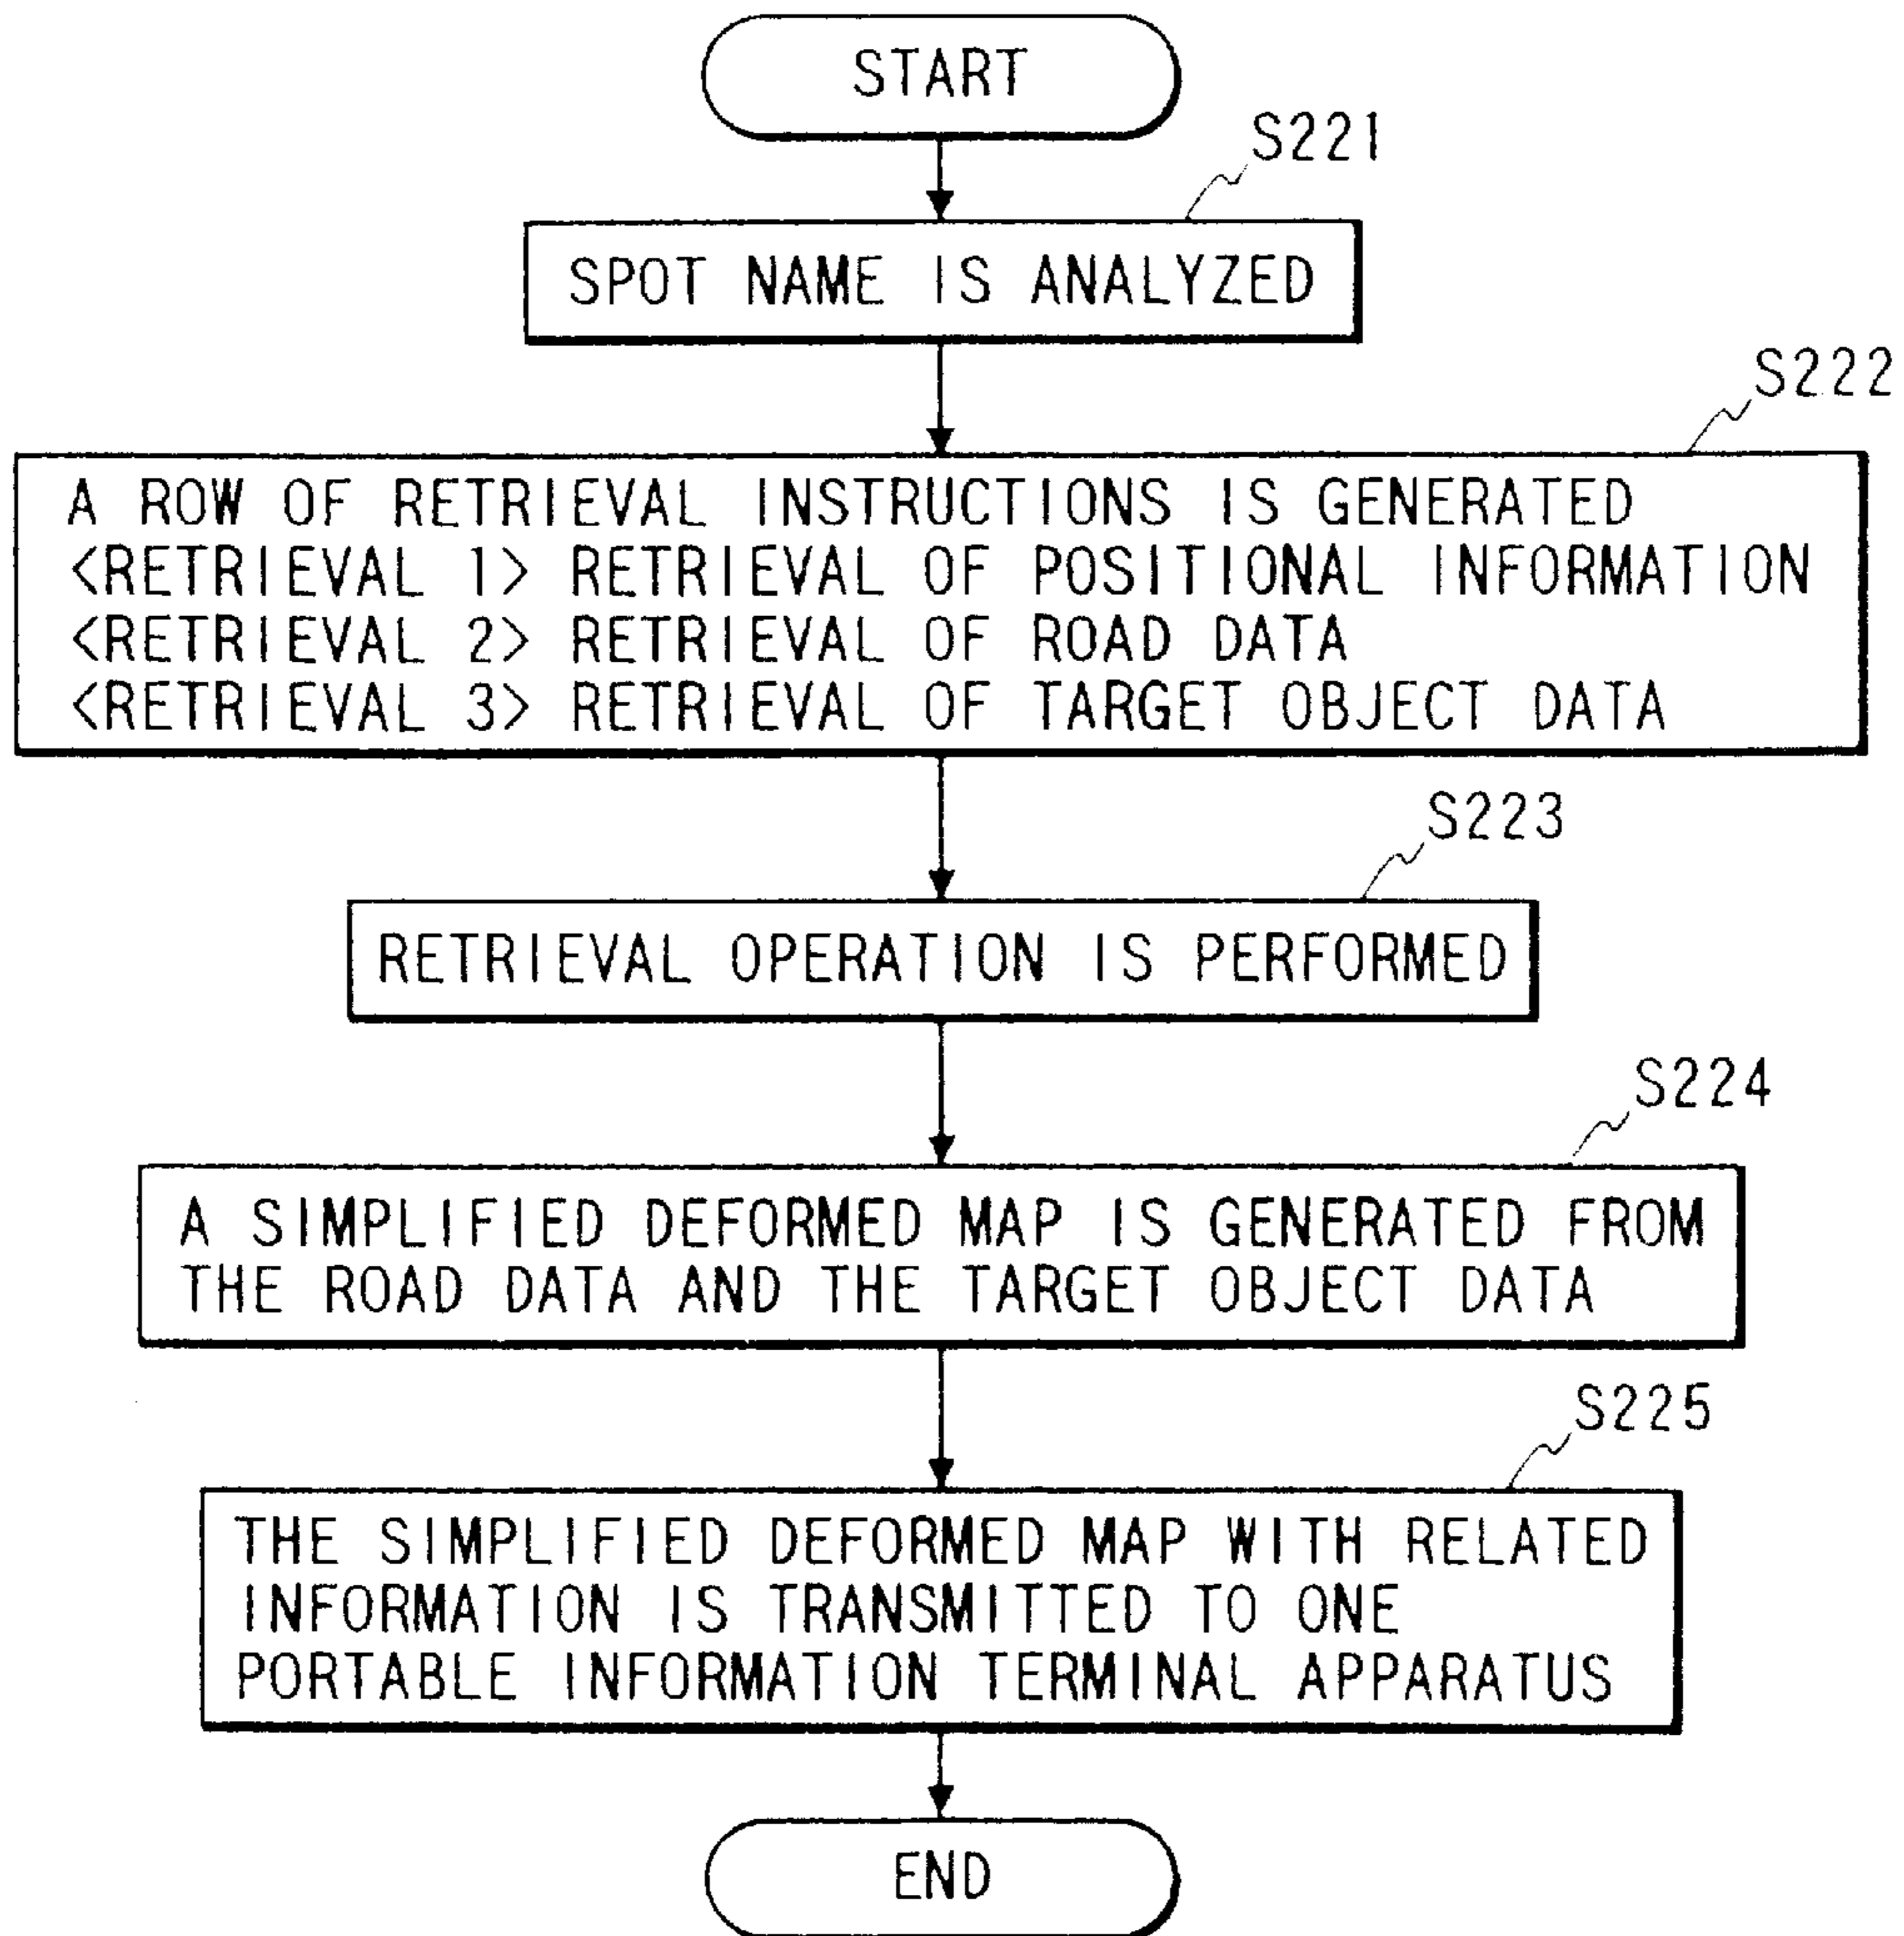 START
S221
SPOT NAME IS ANALYZED
S222
A ROW OF RETRIEVAL INSTRUCTIONS IS GENERATED
<RETRIEVAL 1> RETRIEVAL OF POSITIONAL INFORMATION
<RETRIEVAL 2> RETRIEVAL OF ROAD DATA
<RETRIEVAL 3> RETRIEVAL OF TARGET OBJECT DATA
S223
RETRIEVAL OPERATION IS PERFORMED
S224
A SIMPLIFIED DEFORMED MAP IS GENERATED FROM
THE ROAD DATA AND THE TARGET OBJECT DATA
S225
THE SIMPLIFIED DEFORMED MAP WITH RELATED
INFORMATION IS TRANSMITTED TO ONE
PORTABLE INFORMATION TERMINAL APPARATUS
END